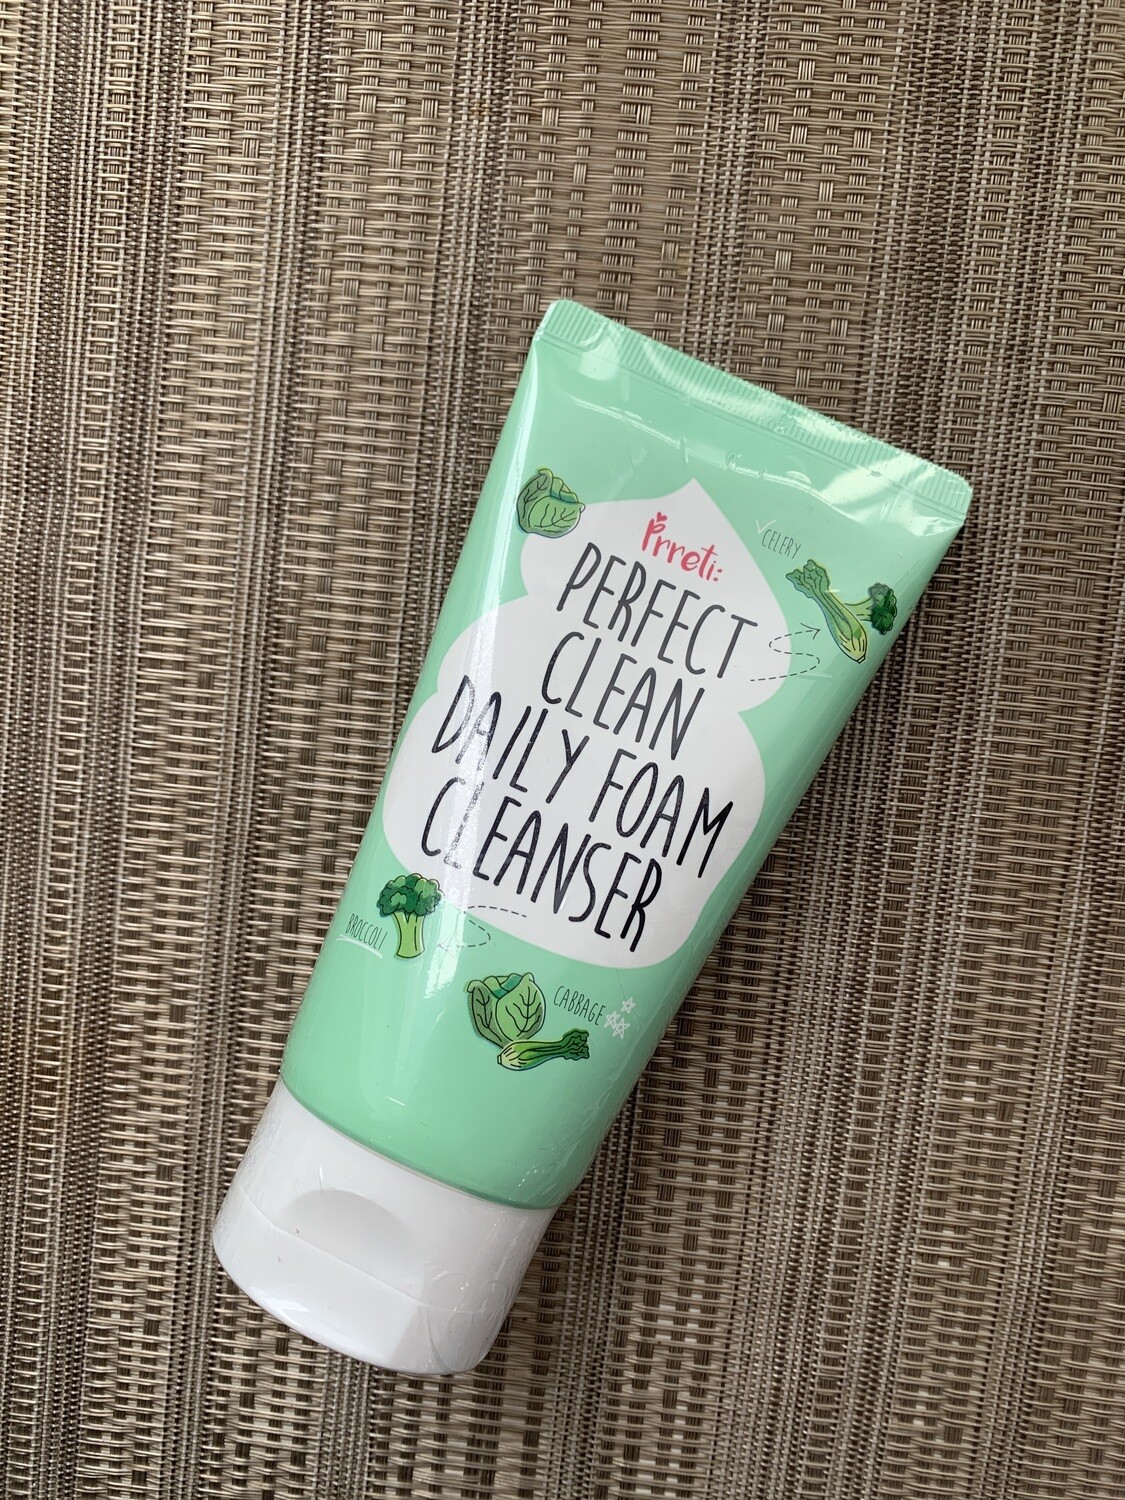 Prreti:
PERFECT
CLEAN
DAILY FOAM
CLEANSER
CELERY
BROCCOLI
CABBAGE